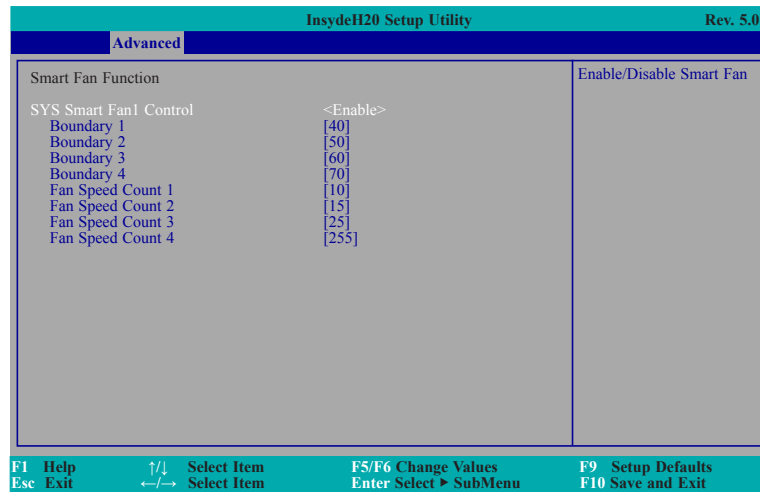 InsydeH20 Setup Utility Rev. 5.0
Advanced
Smart Fan Function
SYS Smart Fan1 Control <Enable>
Boundary 1 [40]
Boundary 2 [50]
Boundary 3 [60]
Boundary 4 [70]
Fan Speed Count 1 [10]
Fan Speed Count 2 [15]
Fan Speed Count 3 [25]
Fan Speed Count 4 [255]
Enable/Disable Smart Fan
F1 Help ↑/↓ Select Item F5/F6 Change Values F9 Setup Defaults
Esc Exit ←/→ Select Item Enter Select ▶ SubMenu F10 Save and Exit